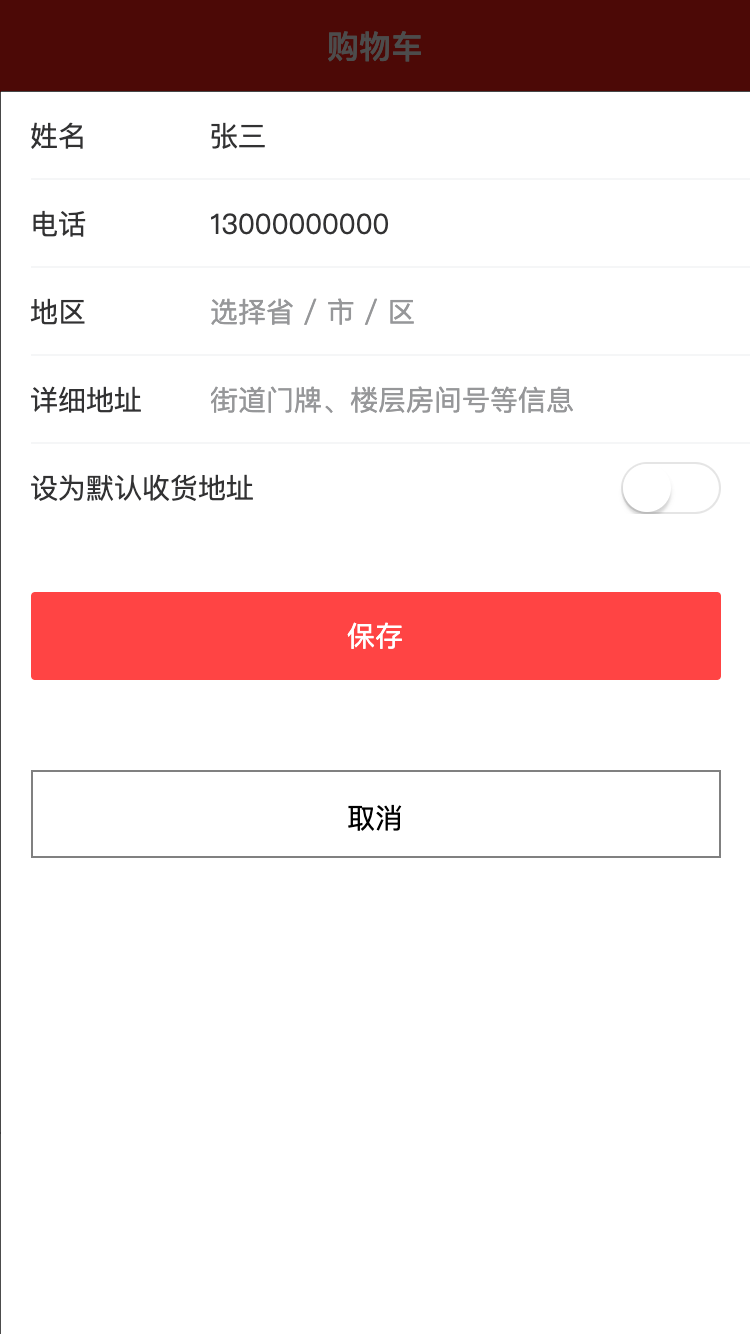 购物车
姓名 张三
电话 13000000000
地区 选择省 / 市 / 区
详细地址 街道门牌、楼层房间号等信息
设为默认收货地址
保存
取消